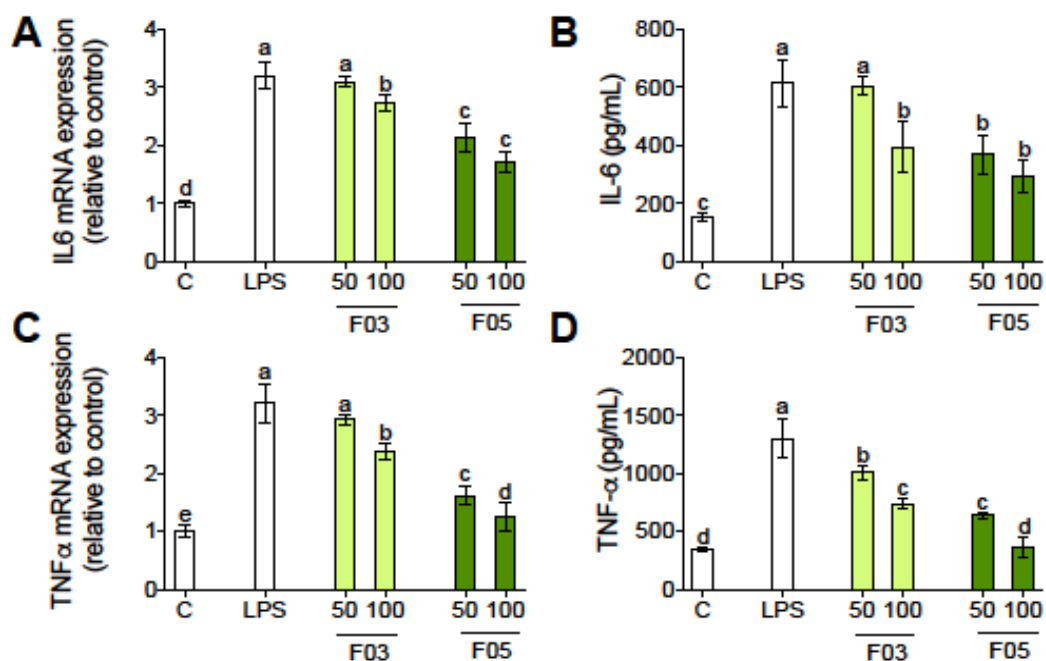 A
IL6 mRNA expression
(relative to control)
4
3
2
1
0
d
a
a
b
c
c
C
LPS
50 100
50 100
F03
F05
B
IL-6 (pg/mL)
800
600
400
200
0
c
a
a
b
b
b
C
LPS
50 100
50 100
F03
F05
C
TNFα mRNA expression
(relative to control)
4
3
2
1
0
e
a
a
b
c
d
C
LPS
50 100
50 100
F03
F05
D
TNF-α (pg/mL)
2000
1500
1000
500
0
d
a
b
c
c
d
C
LPS
50 100
50 100
F03
F05